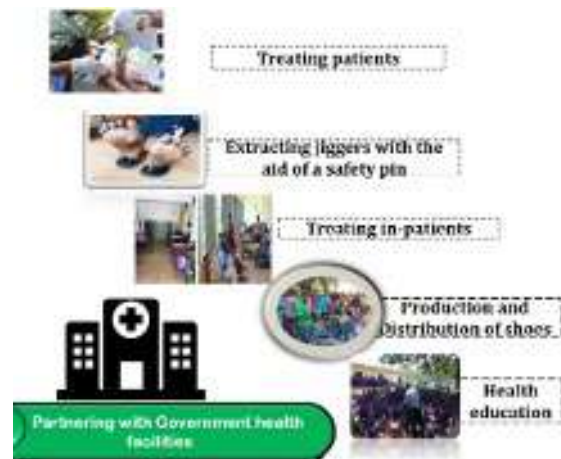 Treating patients
Extracting jiggers with the
aid of a safety pin
Treating in-patients
Production and
Distribution of shoes
Health
education
Partnering with Government health
facilities